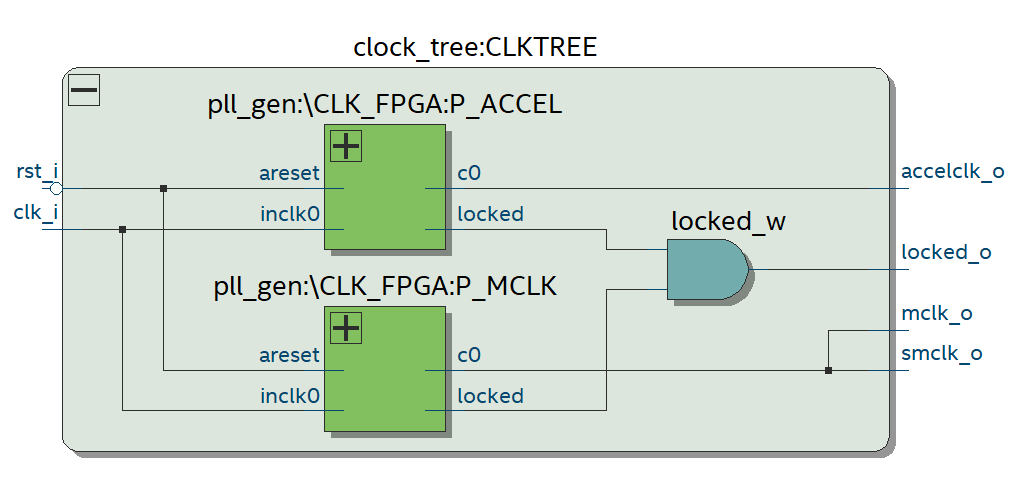 clock_tree:CLKTREE
pll_gen:\CLK_FPGA:P_ACCEL
rst_i
areset
c0
accelclk_o
clk_i
inclk0
locked
locked_w
locked_o
pll_gen:\CLK_FPGA:P_MCLK
mclk_o
areset
c0
smclk_o
inclk0
locked